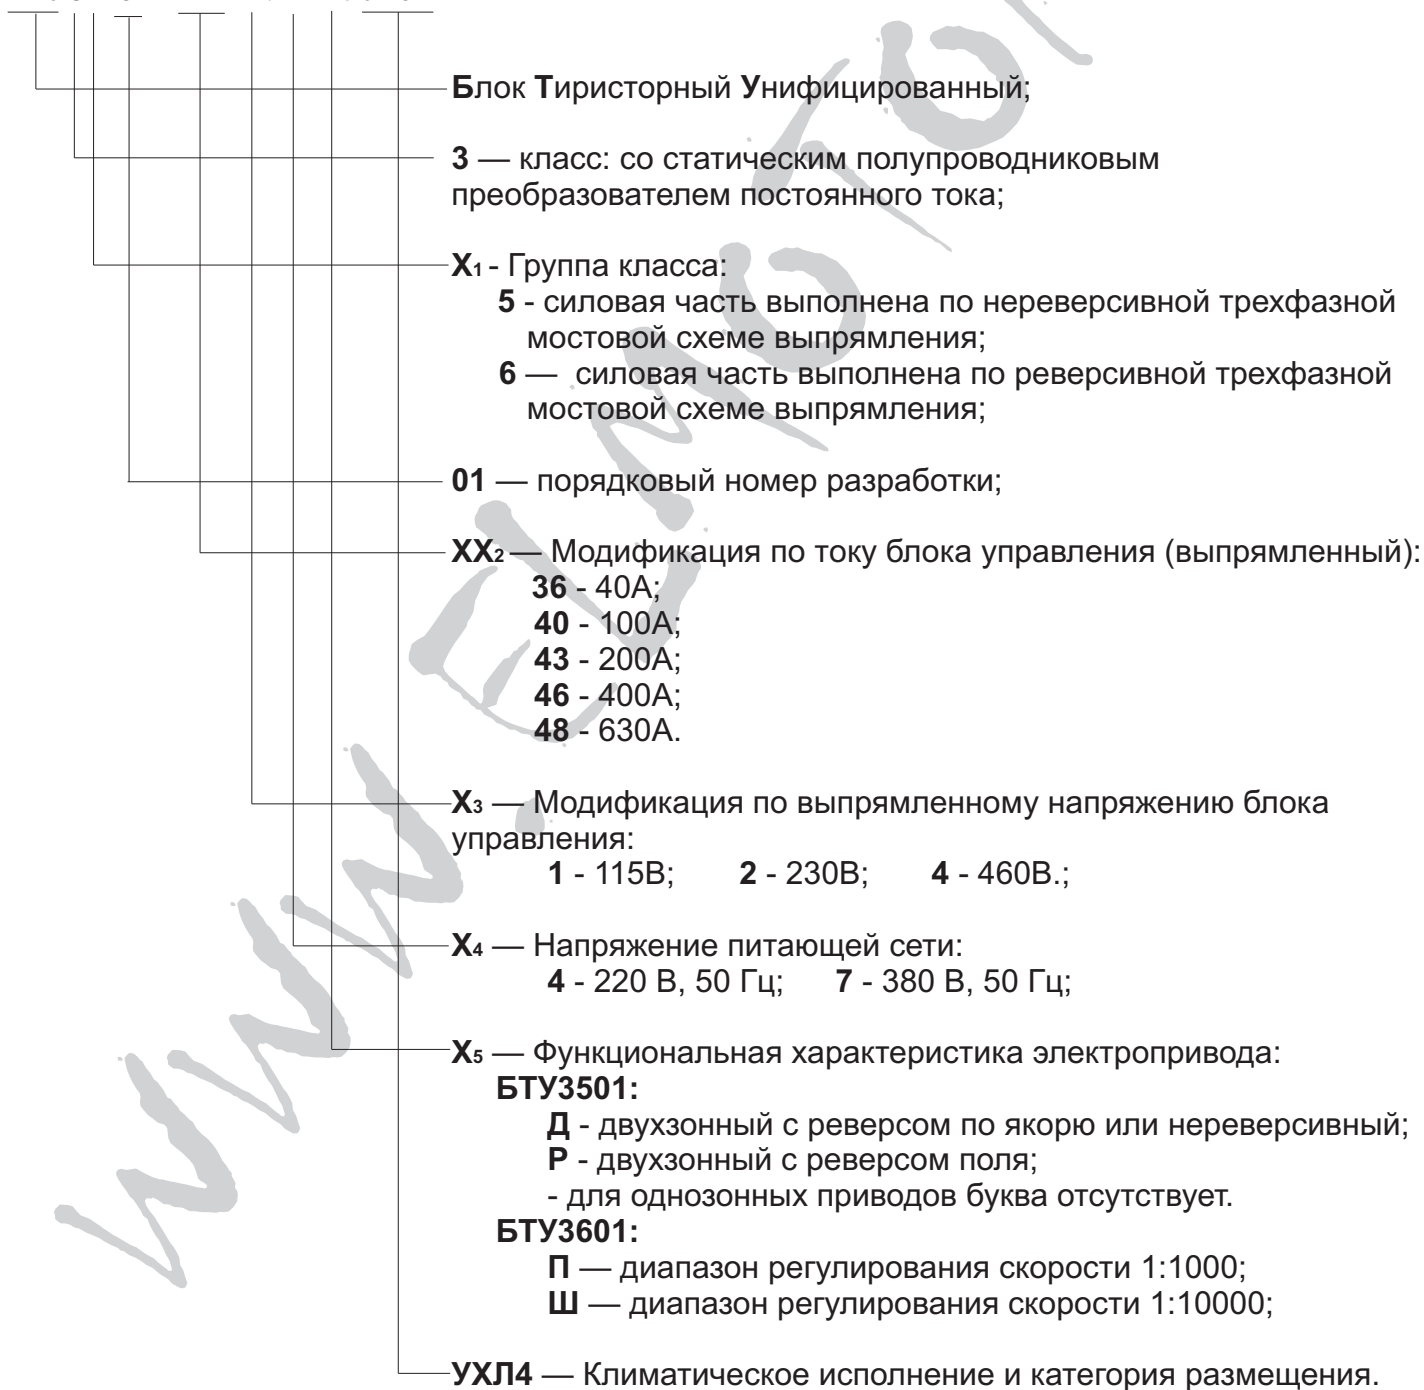 Блок Тиристорный Унифицированный;
3 — класс: со статическим полупроводниковым
преобразователем постоянного тока;
X1 - Группа класса:
5 - силовая часть выполнена по нереверсивной трехфазной
мостовой схеме выпрямления;
6 — силовая часть выполнена по реверсивной трехфазной
мостовой схеме выпрямления;
01 — порядковый номер разработки;
XX2 — Модификация по току блока управления (выпрямленный):
36 - 40А;
40 - 100А;
43 - 200А;
46 - 400А;
48 - 630А.
X3 — Модификация по выпрямленному напряжению блока
управления:
1 - 115В; 2 - 230В; 4 - 460В.;
X4 — Напряжение питающей сети:
4 - 220 В, 50 Гц; 7 - 380 В, 50 Гц;
X5 — Функциональная характеристика электропривода:
БТУ3501:
Д - двухзонный с реверсом по якорю или нереверсивный;
Р - двухзонный с реверсом поля;
- для однозонных приводов буква отсутствует.
БТУ3601:
П — диапазон регулирования скорости 1:1000;
Ш — диапазон регулирования скорости 1:10000;
УХЛ4 — Климатическое исполнение и категория размещения.
WWW.ELMOTO